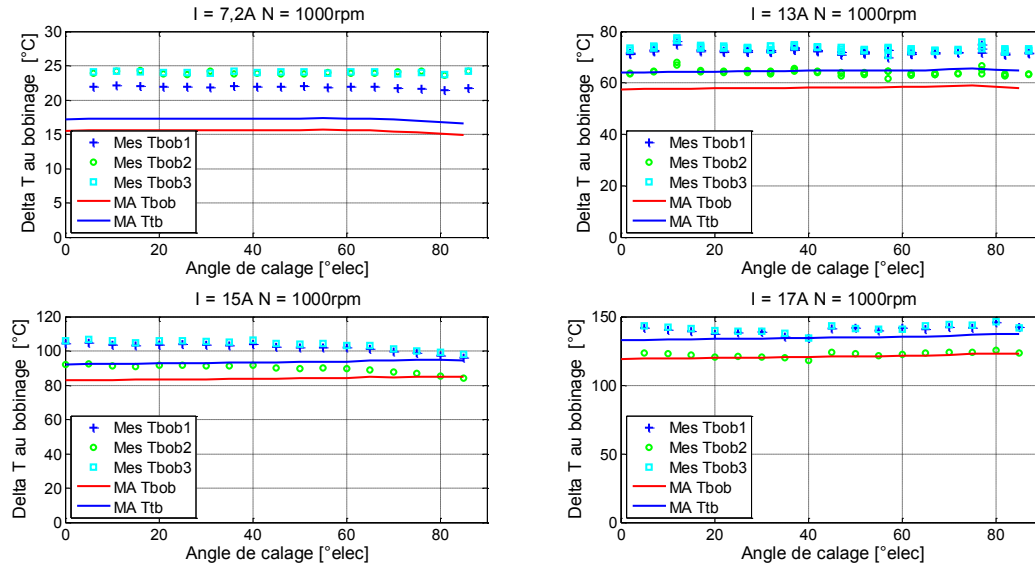 I = 7,2A N = 1000rpm
Delta T au bobinage [°C]
30
25
20
15
10
5
0
Mes Tbob1
Mes Tbob2
Mes Tbob3
MA Tbob
MA Ttb
0 20 40 60 80
Angle de calage [°elec]
I = 13A N = 1000rpm
Delta T au bobinage [°C]
80
60
40
20
0
Mes Tbob1
Mes Tbob2
Mes Tbob3
MA Tbob
MA Ttb
0 20 40 60 80
Angle de calage [°elec]
I = 15A N = 1000rpm
Delta T au bobinage [°C]
120
100
80
60
40
20
0
Mes Tbob1
Mes Tbob2
Mes Tbob3
MA Tbob
MA Ttb
0 20 40 60 80
Angle de calage [°elec]
I = 17A N = 1000rpm
Delta T au bobinage [°C]
150
100
50
0
Mes Tbob1
Mes Tbob2
Mes Tbob3
MA Tbob
MA Ttb
0 20 40 60 80
Angle de calage [°elec]